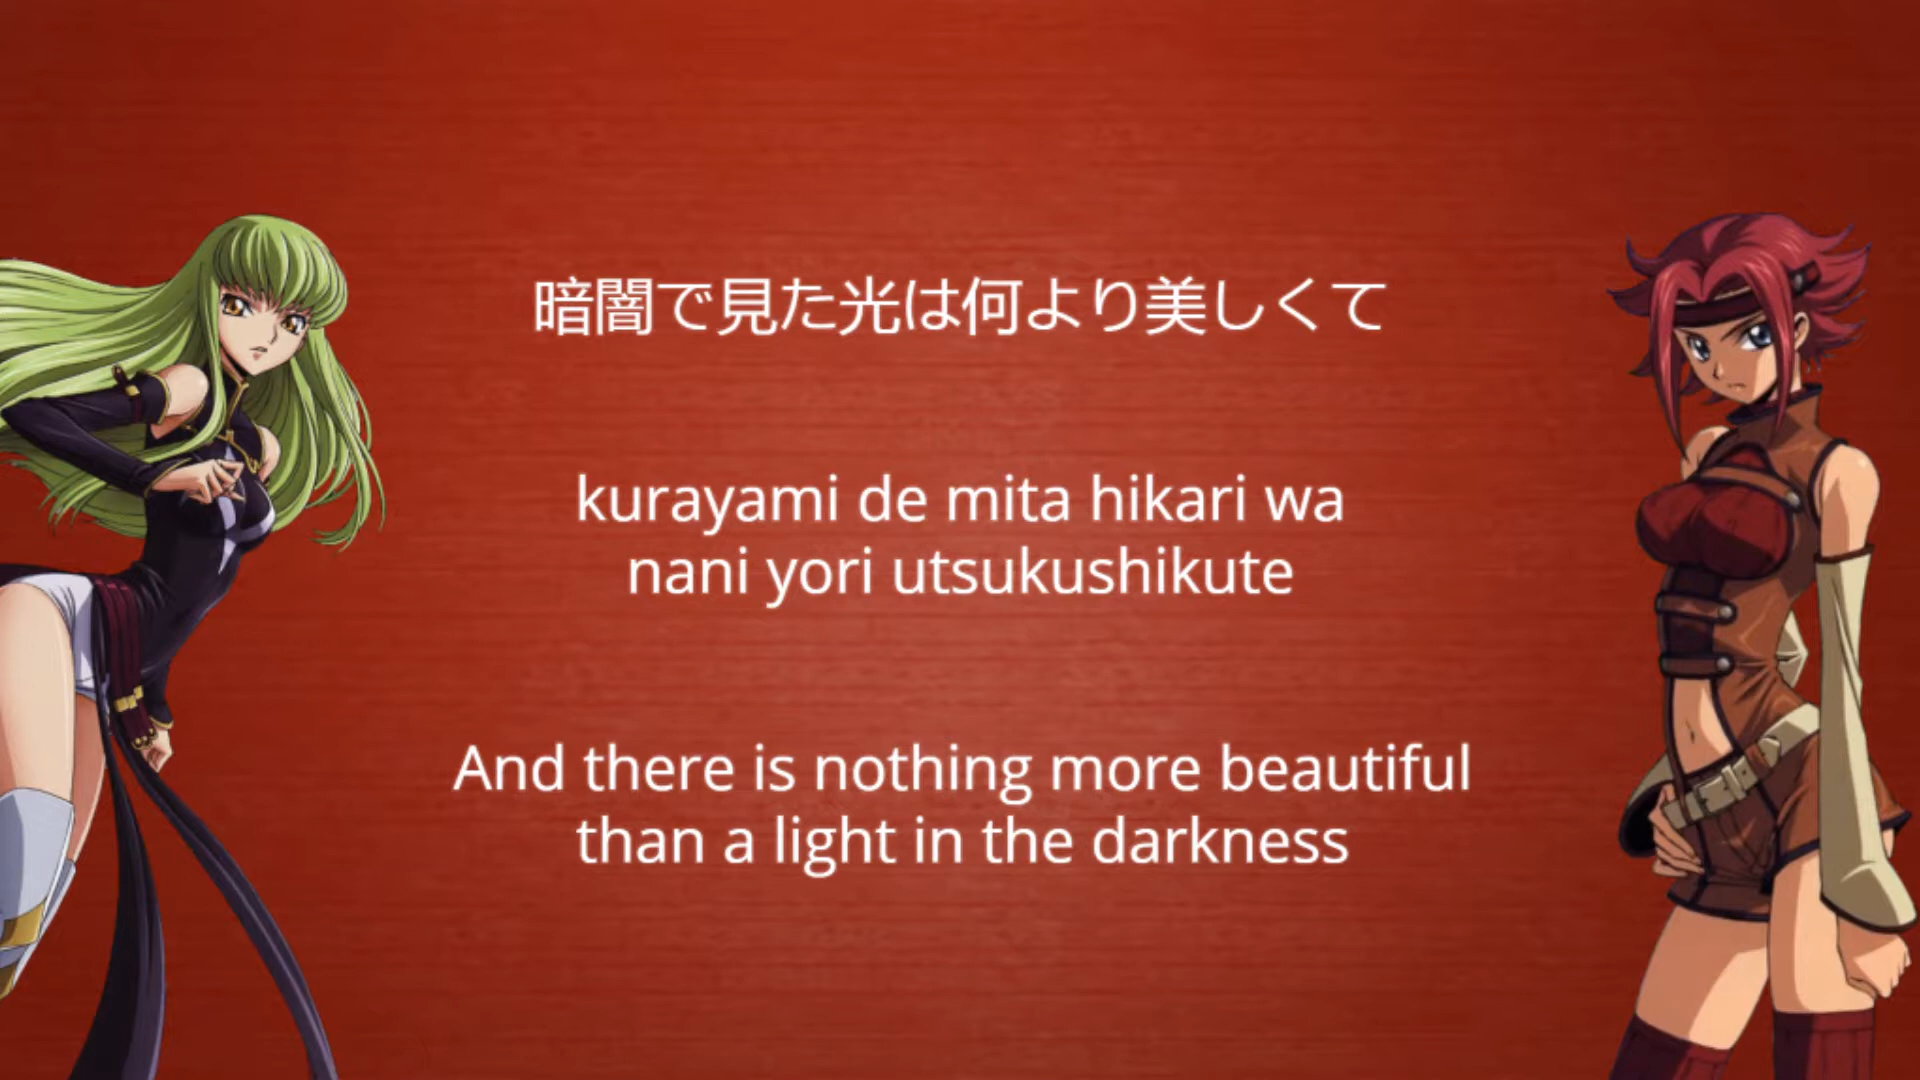 暗闇で見た光は何より美しくて
kurayami de mita hikari wa
nani yori utsukushikute
And there is nothing more beautiful
than a light in the darkness